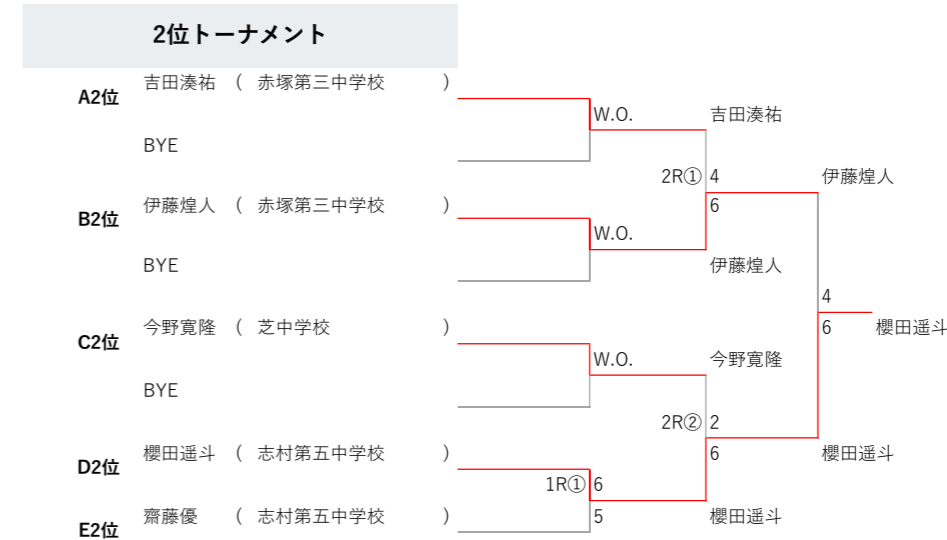 2位トーナメント
A2位 吉田湊祐 ( 赤塚第三中学校 )
W.O. 吉田湊祐
BYE
2R① 4 伊藤煌人
B2位 伊藤煌人 ( 赤塚第三中学校 ) 6
W.O.
BYE 伊藤煌人
4
C2位 今野寛隆 ( 芝中学校 ) 6 櫻田遥斗
W.O. 今野寛隆
BYE
2R② 2
D2位 櫻田遥斗 ( 志村第五中学校 ) 6 櫻田遥斗
1R① 6
E2位 齋藤優 ( 志村第五中学校 ) 5 櫻田遥斗